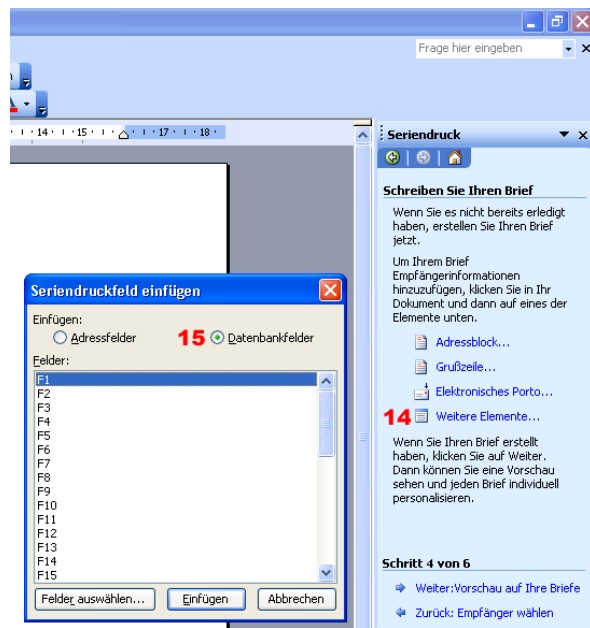 Frage hier eingeben
· 14 · ı · 15 · ı · ı · 17 · ı · 18 ·
Seriendruck
Schreiben Sie Ihren Brief
Wenn Sie es nicht bereits erledigt
haben, erstellen Sie Ihren Brief
jetzt.
Um Ihrem Brief
Empfängerinformationen
hinzuzufügen, klicken Sie in Ihr
Dokument und dann auf eines der
Elemente unten.
Adressblock...
Grußzeile...
Elektronisches Porto...
14 Weitere Elemente...
Wenn Sie Ihren Brief erstellt
haben, klicken Sie auf Weiter.
Dann können Sie eine Vorschau
sehen und jeden Brief individuell
personalisieren.
Schritt 4 von 6
Weiter:Vorschau auf Ihre Briefe
Zurück: Empfänger wählen
Seriendruckfeld einfügen
Einfügen:
Adressfelder 15 Datenbankfelder
Felder:
F1
F2
F3
F4
F5
F6
F7
F8
F9
F10
F11
F12
F13
F14
F15
Felder auswählen... Einfügen Abbrechen